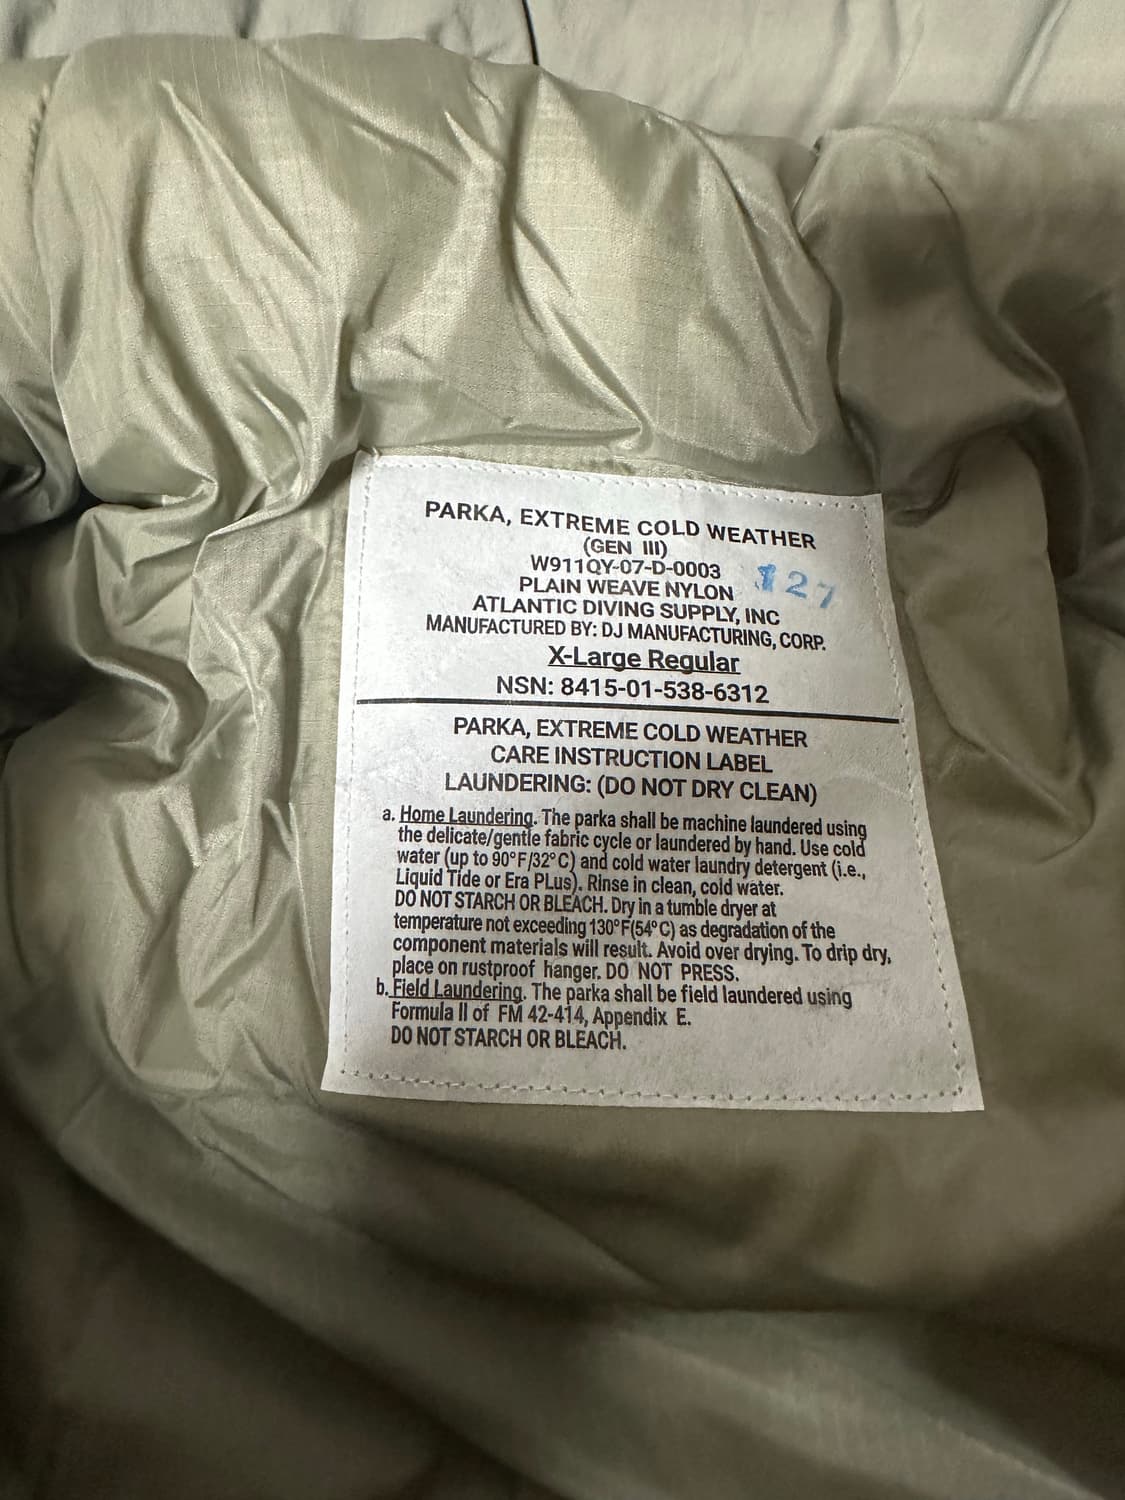 PARKA, EXTREME COLD WEATHER
(GEN III)
W911QY-07-D-0003
127
PLAIN WEAVE NYLON
ATLANTIC DIVING SUPPLY, INC
MANUFACTURED BY: DJ MANUFACTURING, CORP.
X-Large Regular
NSN: 8415-01-538-6312
PARKA, EXTREME COLD WEATHER
CARE INSTRUCTION LABEL
LAUNDERING: (DO NOT DRY CLEAN)
a. Home Laundering. The parka shall be machine laundered using
the delicate/gentle fabric cycle or laundered by hand. Use cold
water (up to 90°F/32°C) and cold water laundry detergent (i.e.,
Liquid Tide or Era PLus). Rinse in clean, cold water.
DO NOT STARCH OR BLEACH. Dry in a tumble dryer at
temperature not exceeding 130°F(54°C) as degradation of the
component materials will result. Avoid over drying. To drip dry,
place on rustproof hanger. DO NOT PRESS.
b. Field Laundering. The parka shall be field laundered using
Formula II of FM 42-414, Appendix E.
DO NOT STARCH OR BLEACH.